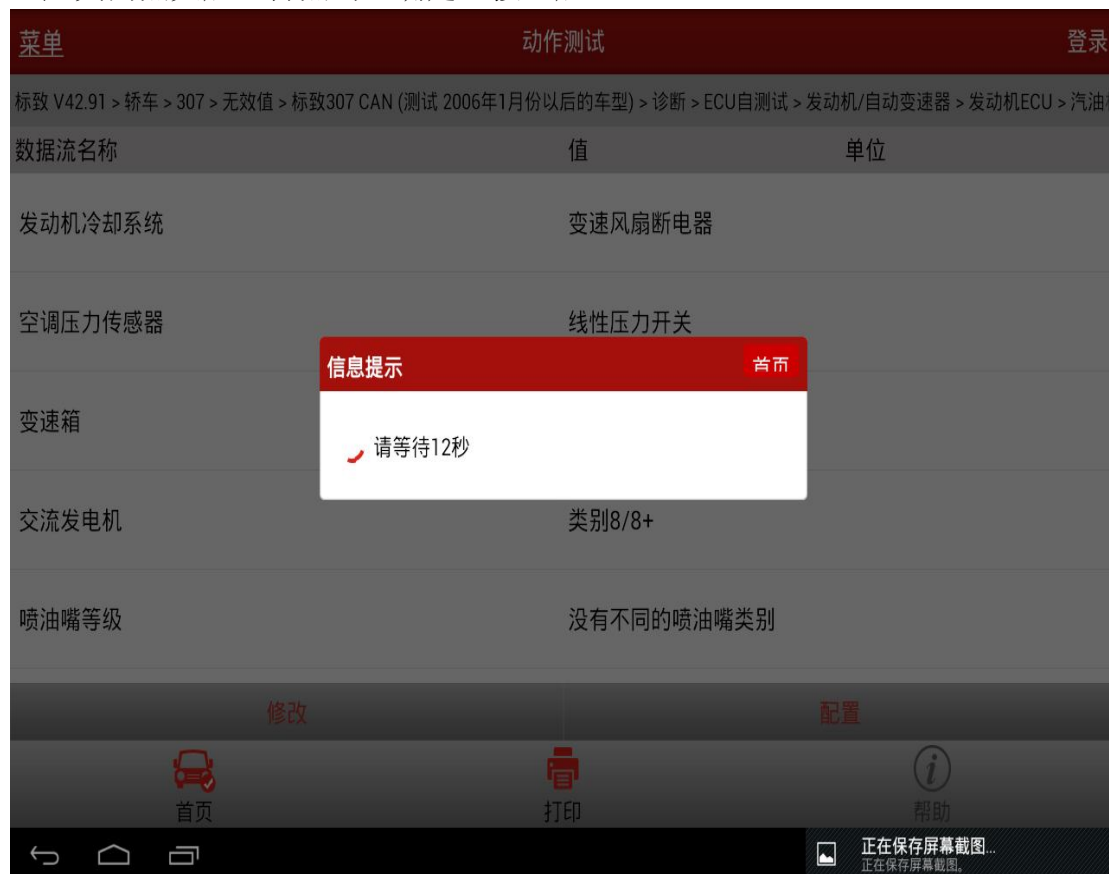 菜单 动作测试 登录
标致 V42.91 > 轿车 > 307 > 无效值 > 标致307 CAN (测试 2006年1月份以后的车型) > 诊断 > ECU自测试 > 发动机/自动变速器 > 发动机ECU > 汽油
数据流名称 值 单位
发动机冷却系统 变速风扇断电器
空调压力传感器 线性压力开关
信息提示 首页
变速箱
请等待12秒
交流发电机 类别8/8+
喷油嘴等级 没有不同的喷油嘴类别
修改 配置
首页 打印 帮助
正在保存屏幕截图...
正在保存屏幕截图。